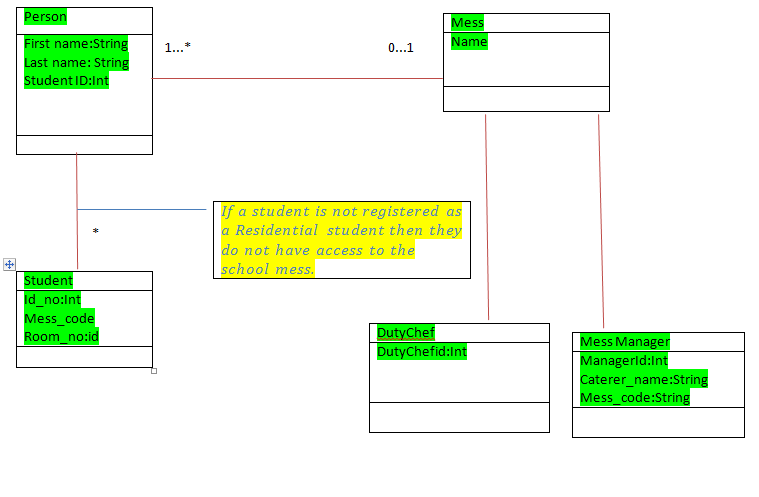 Person
First name:String
Last name: String
Student ID:Int
1...*
0...1
Mess
Name
*
If a student is not registered as
a Residential student then they
do not have access to the
school mess.
Student
Id_no:Int
Mess_code
Room_no:id
DutyChef
DutyChefid:Int
Mess Manager
ManagerId:Int
Caterer_name:String
Mess_code:String